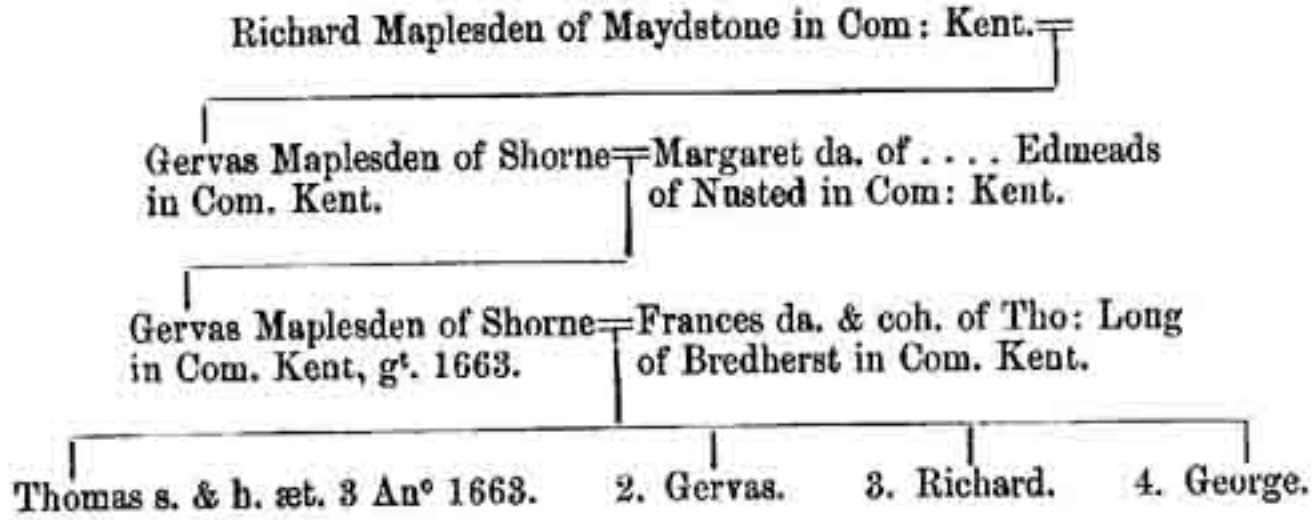 Richard Maplesden of Maydstone in Com: Kent.
Gervas Maplesden of Shorne
in Com. Kent.
Margaret da. of . . . . Edmeads
of Nusted in Com: Kent.
Gervas Maplesden of Shorne
in Com. Kent, gᵗ. 1663.
Frances da. & coh. of Tho: Long
of Bredherst in Com. Kent.
Thomas s. & h. æt. 3 Anº 1663. 2. Gervas. 3. Richard. 4. George.